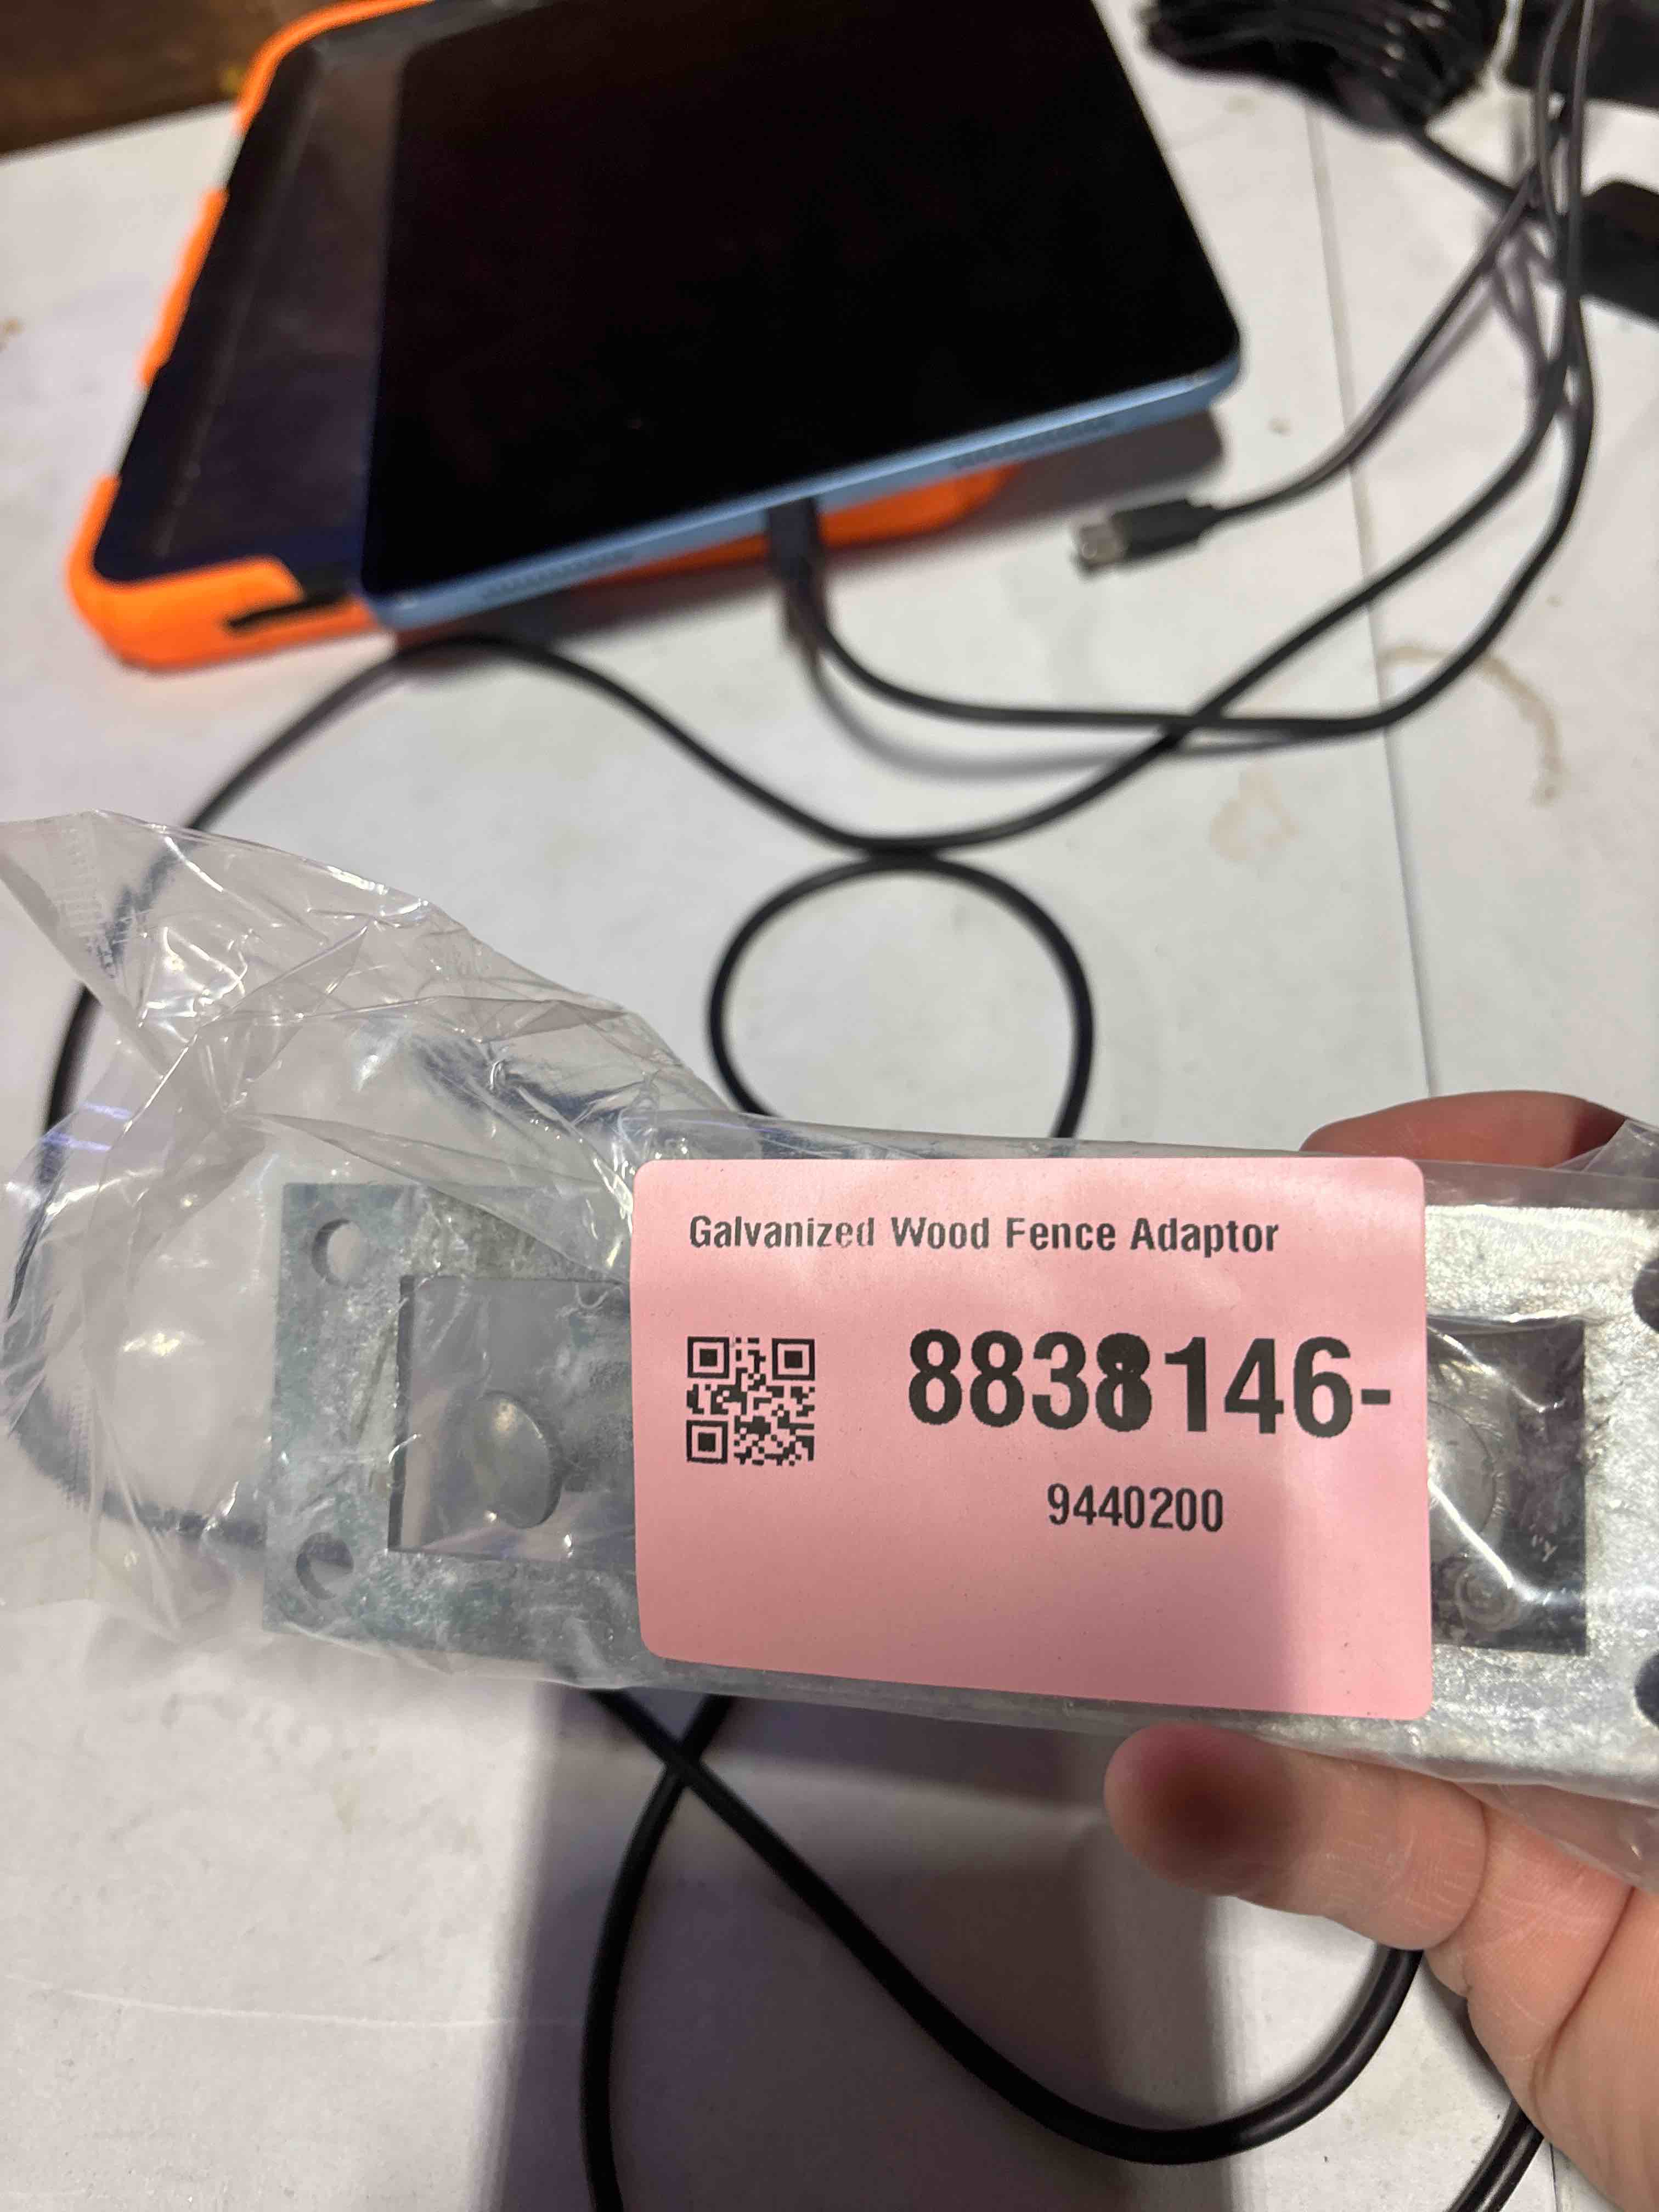 Galvanized Wood Fence Adaptor
8838146-
9440200